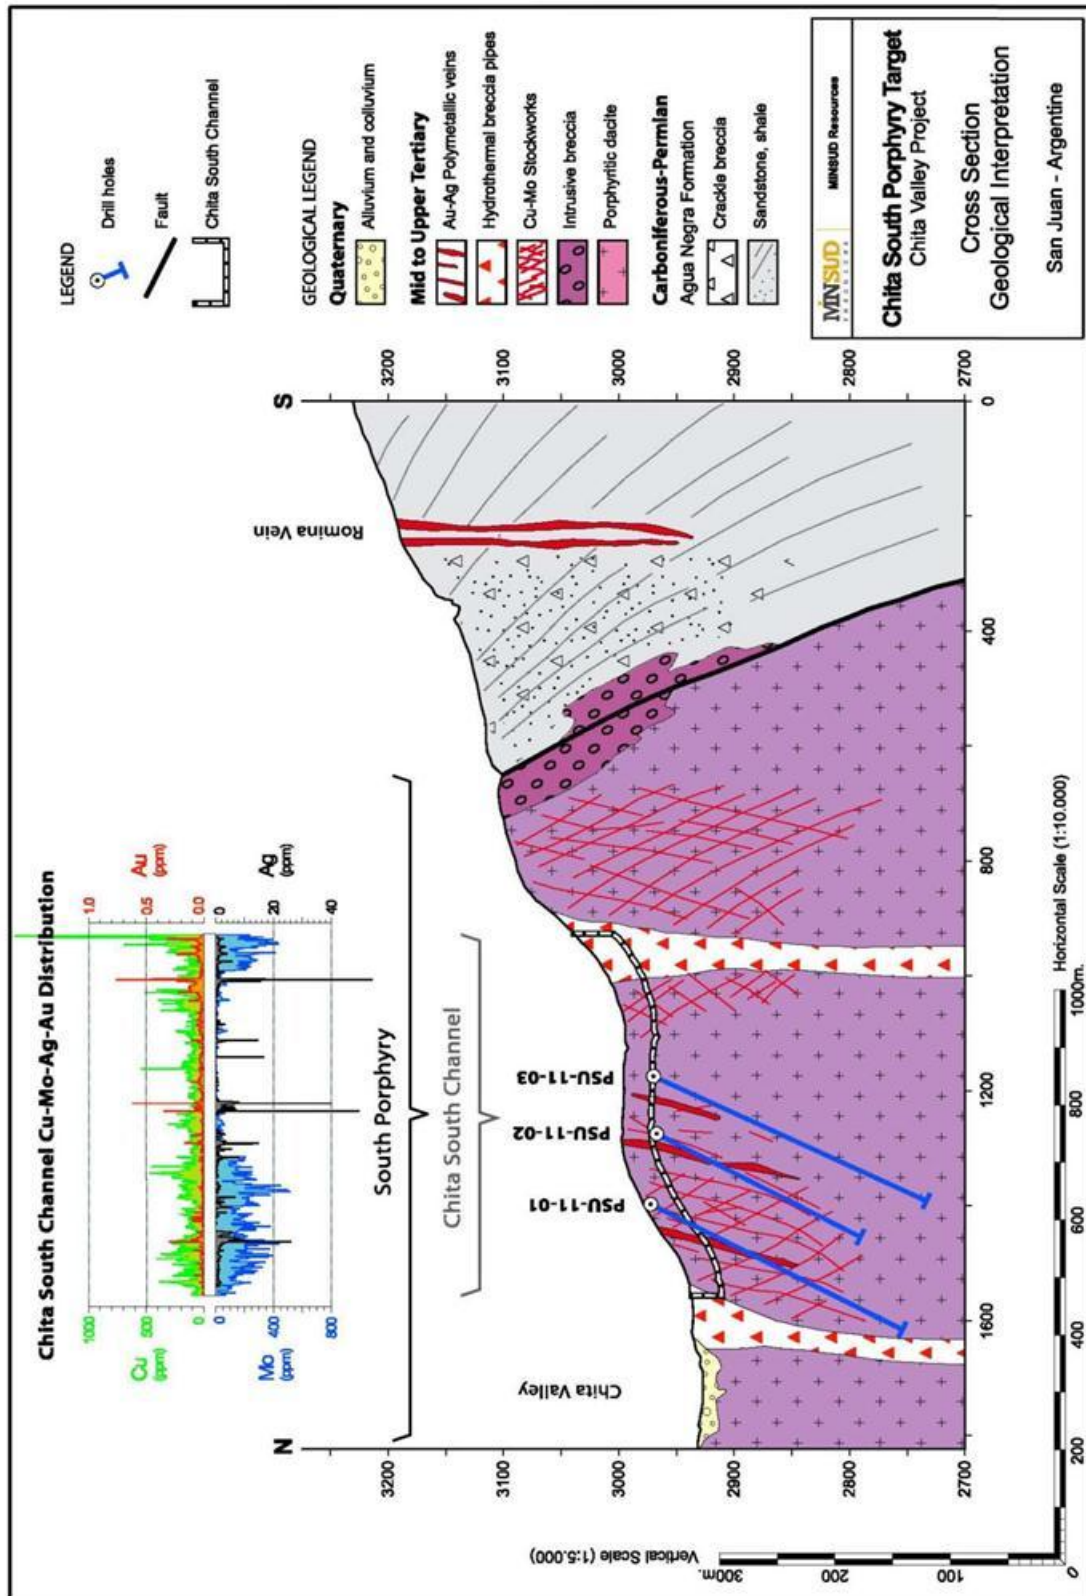 Chita South Channel Cu-Mo-Ag-Au Distribution
Cu
(ppm)
1000
500
0
Mo
(ppm)
0
400
800
Au
(ppm)
1.0
0.5
0.0
Ag
(ppm)
0
20
40
South Porphyry
Chita South Channel
N
S
Chita Valley
PSU-11-01
PSU-11-02
PSU-11-03
Romina Vein
3200
3100
3000
2900
2800
2700
3200
3100
3000
2900
2800
2700
1600
1200
800
400
0
Vertical Scale (1:5.000)
300m.
200
100
0
200
400
600
800
1000m.
Horizontal Scale (1:10.000)
LEGEND
Drill holes
Fault
Chita South Channel
GEOLOGICAL LEGEND
Quaternary
Alluvium and colluvium
Mid to Upper Tertiary
Au-Ag Polymetallic veins
Hydrothermal breccia pipes
Cu-Mo Stockworks
Intrusive breccia
Porphyritic dacite
Carboniferous-Permian
Agua Negra Formation
Crackle breccia
Sandstone, shale
MINSUD
RESOURCES
MINSUD Resources
Chita South Porphyry Target
Chita Valley Project
Cross Section
Geological Interpretation
San Juan - Argentine